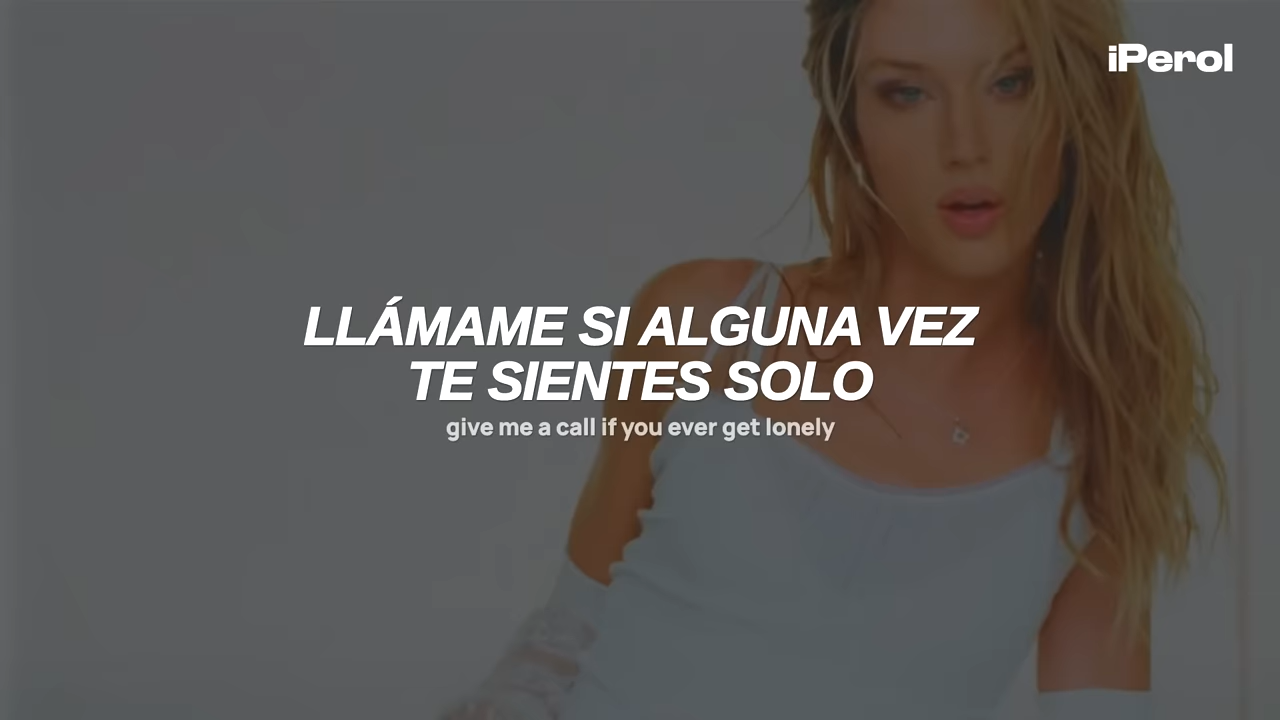 iPerol
LLÁMAME SI ALGUNA VEZ
TE SIENTES SOLO
give me a call if you ever get lonely